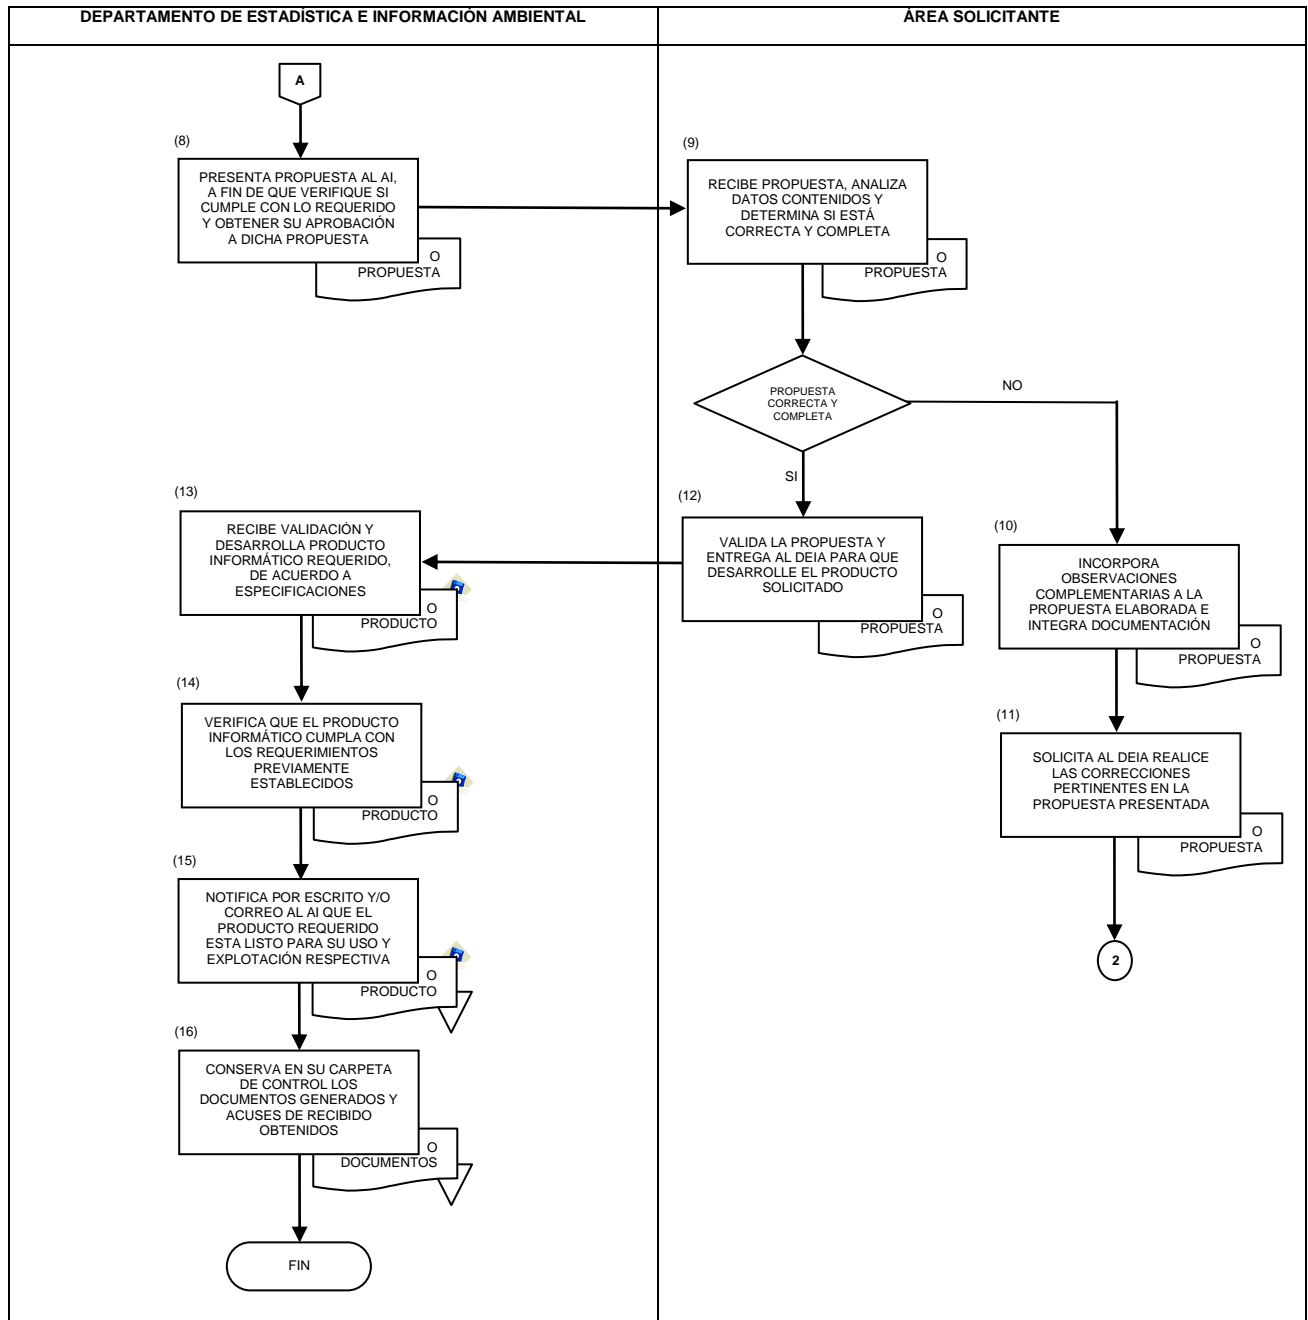 DEPARTAMENTO DE ESTADÍSTICA E INFORMACIÓN AMBIENTAL
ÁREA SOLICITANTE
A
(8)
PRESENTA PROPUESTA AL AI,
A FIN DE QUE VERIFIQUE SI
CUMPLE CON LO REQUERIDO
Y OBTENER SU APROBACIÓN
A DICHA PROPUESTA
O
PROPUESTA
(9)
RECIBE PROPUESTA, ANALIZA
DATOS CONTENIDOS Y
DETERMINA SI ESTÁ
CORRECTA Y COMPLETA
O
PROPUESTA
PROPUESTA
CORRECTA Y
COMPLETA
NO
SI
(10)
INCORPORA
OBSERVACIONES
COMPLEMENTARIAS A LA
PROPUESTA ELABORADA E
INTEGRA DOCUMENTACIÓN
O
PROPUESTA
(11)
SOLICITA AL DEIA REALICE
LAS CORRECCIONES
PERTINENTES EN LA
PROPUESTA PRESENTADA
O
PROPUESTA
2
(12)
VALIDA LA PROPUESTA Y
ENTREGA AL DEIA PARA QUE
DESARROLLE EL PRODUCTO
SOLICITADO
O
PROPUESTA
(13)
RECIBE VALIDACIÓN Y
DESARROLLA PRODUCTO
INFORMÁTICO REQUERIDO,
DE ACUERDO A
ESPECIFICACIONES
O
PRODUCTO
(14)
VERIFICA QUE EL PRODUCTO
INFORMÁTICO CUMPLA CON
LOS REQUERIMIENTOS
PREVIAMENTE
ESTABLECIDOS
O
PRODUCTO
(15)
NOTIFICA POR ESCRITO Y/O
CORREO AL AI QUE EL
PRODUCTO REQUERIDO
ESTA LISTO PARA SU USO Y
EXPLOTACIÓN RESPECTIVA
O
PRODUCTO
(16)
CONSERVA EN SU CARPETA
DE CONTROL LOS
DOCUMENTOS GENERADOS Y
ACUSES DE RECIBIDO
OBTENIDOS
O
DOCUMENTOS
FIN